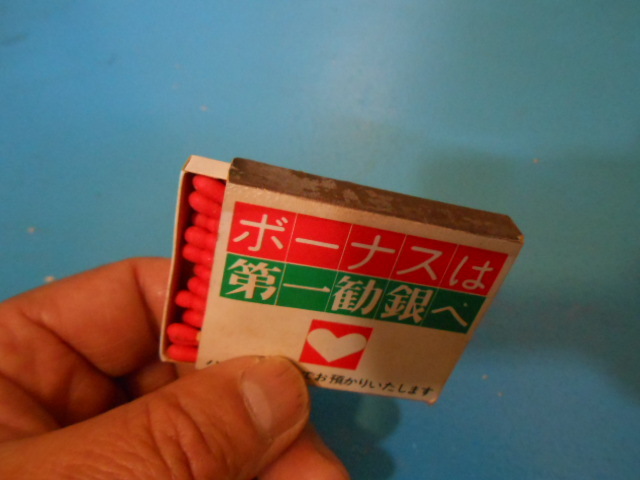 ボーナスは
第一勧銀へ
お預かりいたします